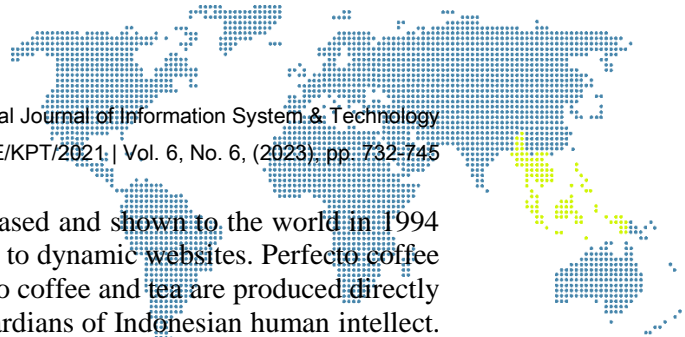 al Journal of Information System & Technology
E/KPT/2021 | Vol. 6, No. 6, (2023), pp. 732-745
ased and shown to the world in 1994
to dynamic websites. Perfecto coffee
o coffee and tea are produced directly
ardians of Indonesian human intellect.